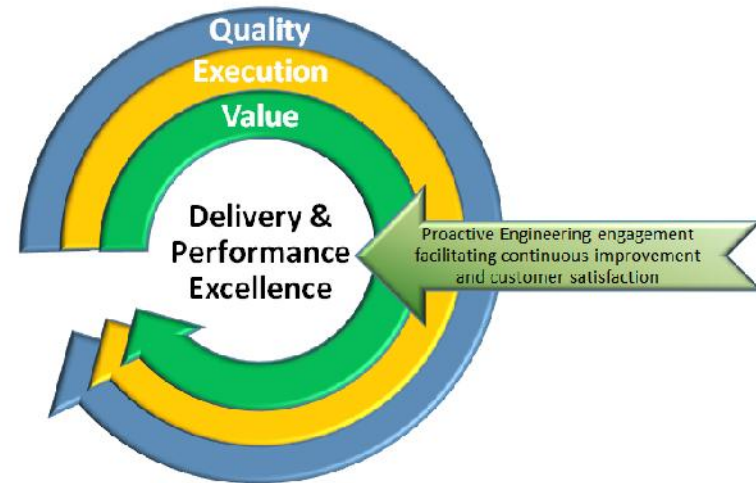 Quality
Execution
Value
Delivery &
Performance
Excellence
Proactive Engineering engagement
facilitating continuous improvement
and customer satisfaction